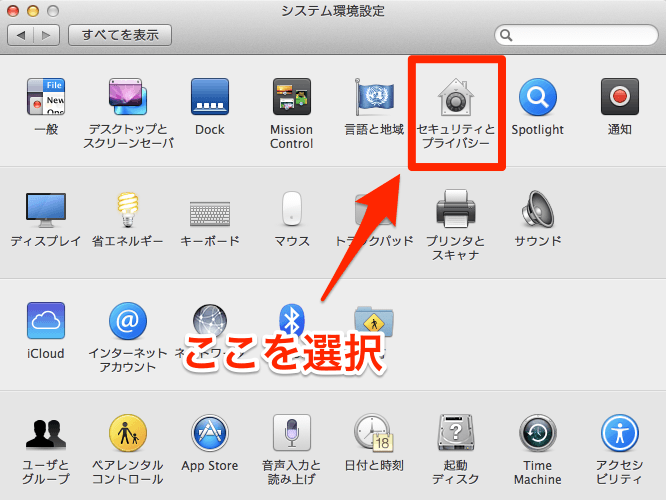 システム環境設定
すべてを表示
File
New
一般
デスクトップと
スクリーンセーバ
Dock
Mission
Control
言語と地域
セキュリティと
プライバシー
Spotlight
通知
ディスプレイ
省エネルギー
キーボード
マウス
トラックパッド
プリンタと
スキャナ
サウンド
iCloud
インターネット
アカウント
ネットワーク
ここを選択
18
ユーザと
グループ
ペアレンタル
コントロール
App Store
音声入力と
読み上げ
日付と時刻
?
起動
ディスク
Time
Machine
アクセシ
ビリティ